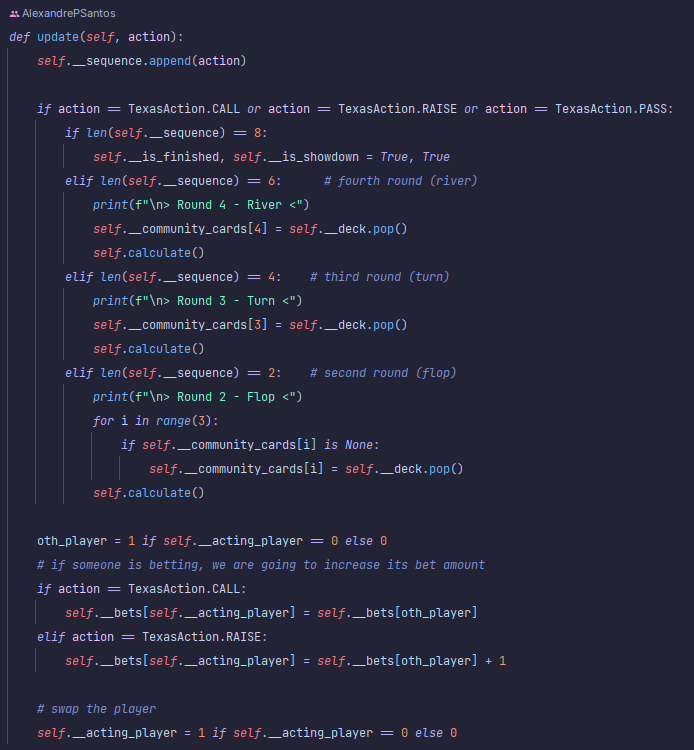 AlexandrePSantos
def update(self, action):
    self.__sequence.append(action)

    if action == TexasAction.CALL or action == TexasAction.RAISE or action == TexasAction.PASS:
        if len(self.__sequence) == 8:
            self.__is_finished, self.__is_showdown = True, True
        elif len(self.__sequence) == 6:      # fourth round (river)
            print(f"\n> Round 4 - River <")
            self.__community_cards[4] = self.__deck.pop()
            self.calculate()
        elif len(self.__sequence) == 4:    # third round (turn)
            print(f"\n> Round 3 - Turn <")
            self.__community_cards[3] = self.__deck.pop()
            self.calculate()
        elif len(self.__sequence) == 2:    # second round (flop)
            print(f"\n> Round 2 - Flop <")
            for i in range(3):
                if self.__community_cards[i] is None:
                    self.__community_cards[i] = self.__deck.pop()
            self.calculate()

    oth_player = 1 if self.__acting_player == 0 else 0
    # if someone is betting, we are going to increase its bet amount
    if action == TexasAction.CALL:
        self.__bets[self.__acting_player] = self.__bets[oth_player]
    elif action == TexasAction.RAISE:
        self.__bets[self.__acting_player] = self.__bets[oth_player] + 1

    # swap the player
    self.__acting_player = 1 if self.__acting_player == 0 else 0